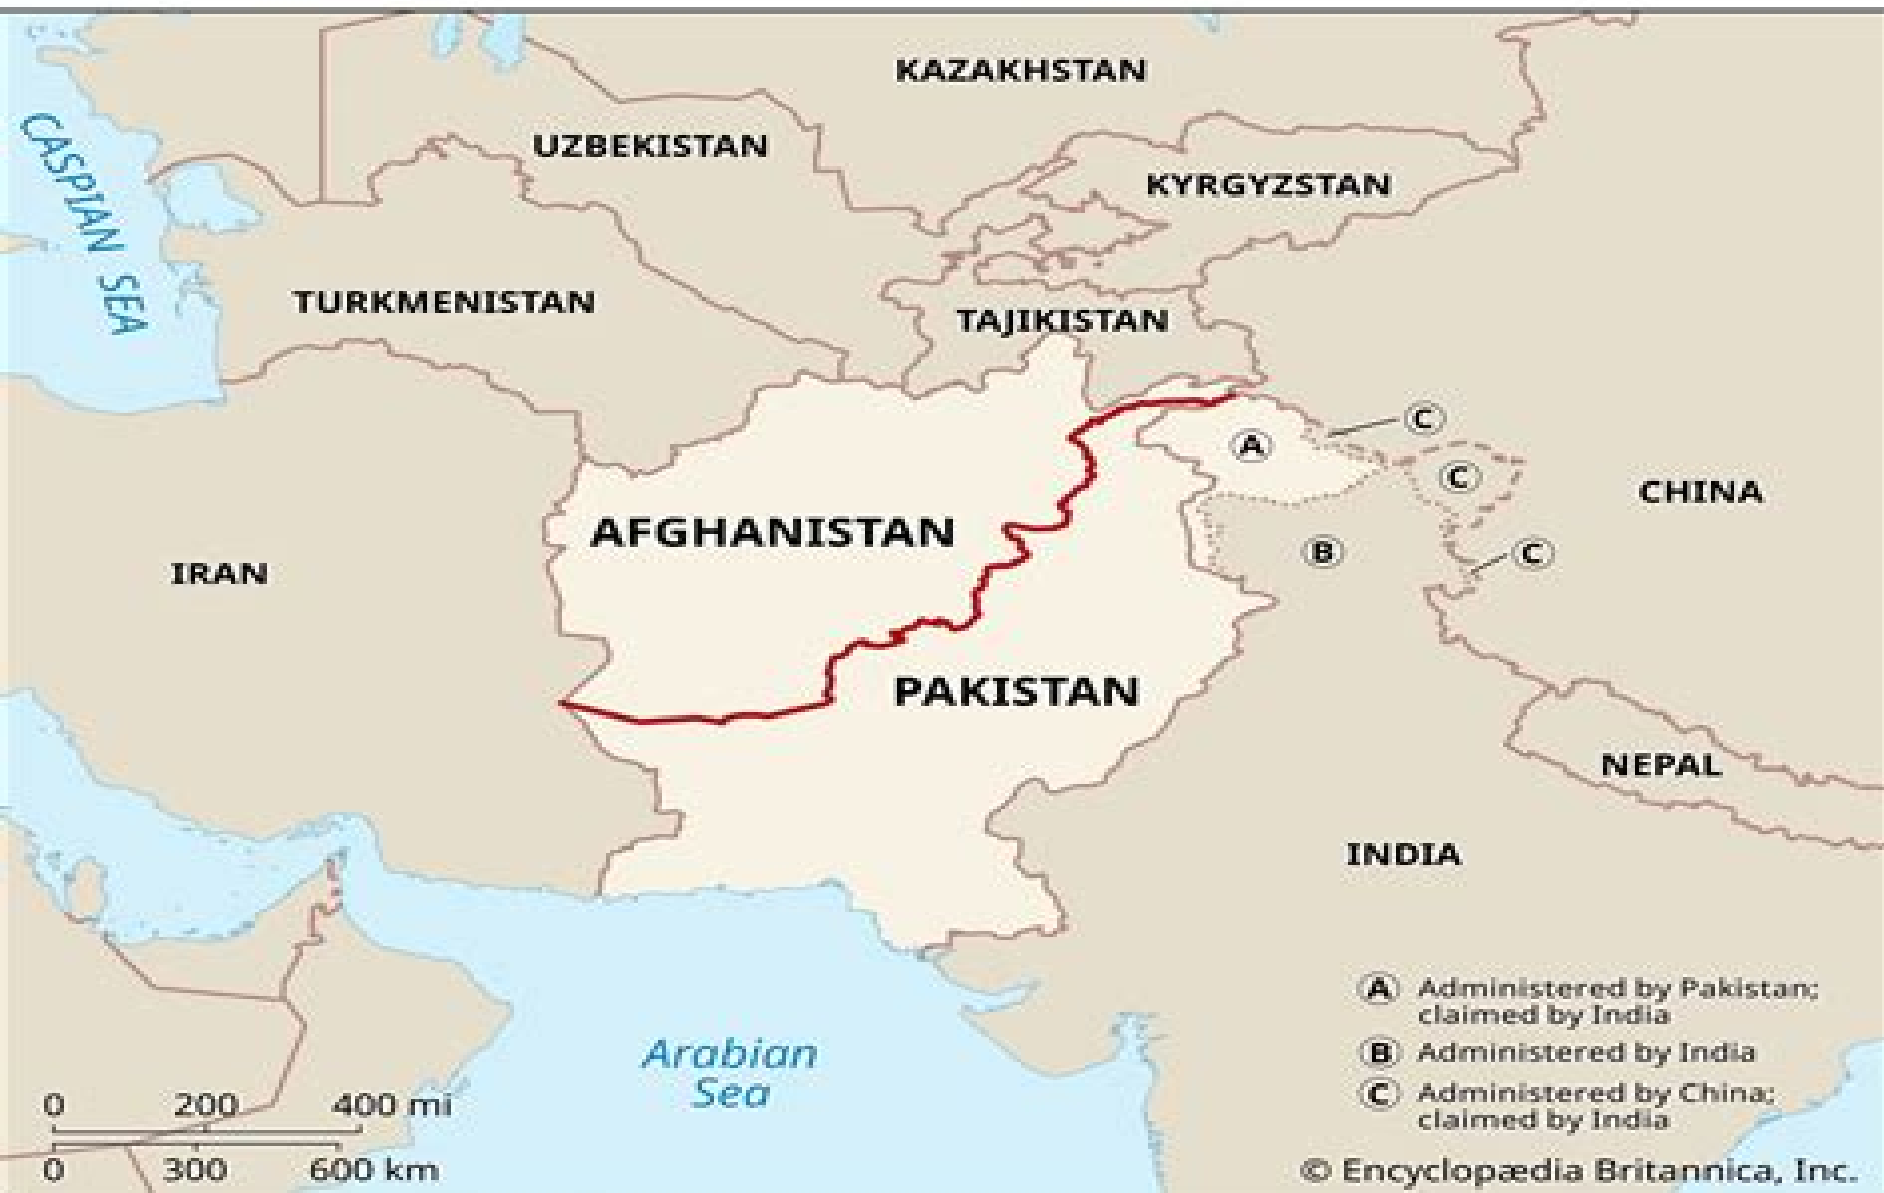 KAZAKHSTAN
UZBEKISTAN
KYRGYZSTAN
CASPIAN SEA
TURKMENISTAN
TAJIKISTAN
C
A
C
CHINA
AFGHANISTAN
B
C
IRAN
PAKISTAN
NEPAL
INDIA
Arabian
Sea
A Administered by Pakistan;
claimed by India
B Administered by India
C Administered by China;
claimed by India
0 200 400 mi
0 300 600 km
© Encyclopædia Britannica, Inc.